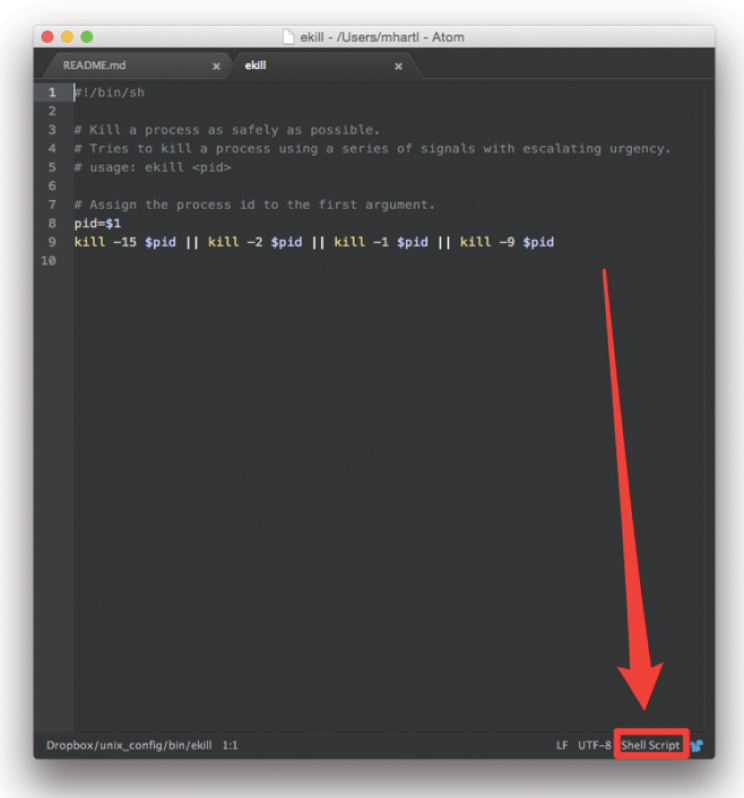 ekill - /Users/mhartl - Atom
README.md x ekill x
1 #!/bin/sh
2
3 # Kill a process as safely as possible.
4 # Tries to kill a process using a series of signals with escalating urgency.
5 # usage: ekill <pid>
6
7 # Assign the process id to the first argument.
8 pid=$1
9 kill -15 $pid || kill -2 $pid || kill -1 $pid || kill -9 $pid
10
Dropbox/unix_config/bin/ekill 1:1 LF UTF-8 Shell Script